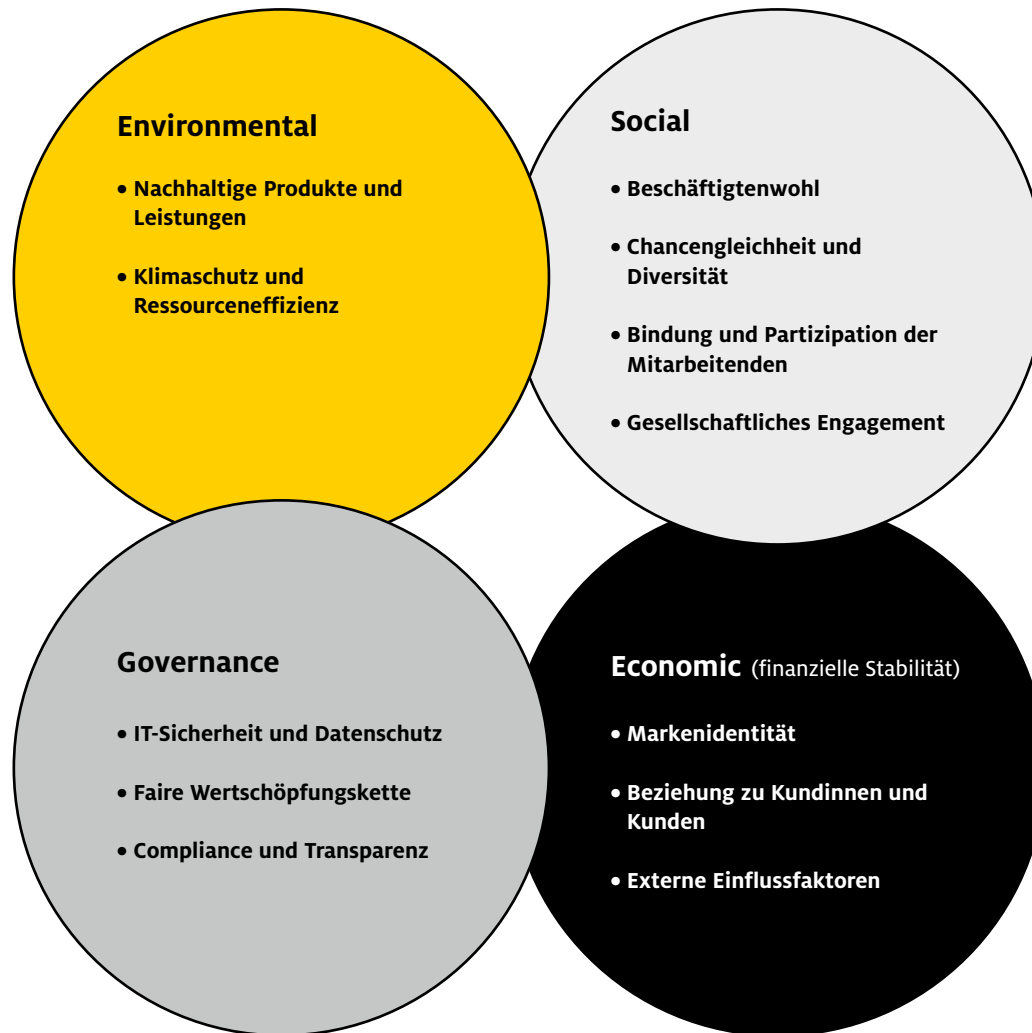 Environmental
• Nachhaltige Produkte und
Leistungen
• Klimaschutz und
Ressourceneffizienz
Social
• Beschäftigtenwohl
• Chancengleichheit und
Diversität
• Bindung und Partizipation der
Mitarbeitenden
• Gesellschaftliches Engagement
Governance
• IT-Sicherheit und Datenschutz
• Faire Wertschöpfungskette
• Compliance und Transparenz
Economic (finanzielle Stabilität)
• Markenidentität
• Beziehung zu Kundinnen und
Kunden
• Externe Einflussfaktoren